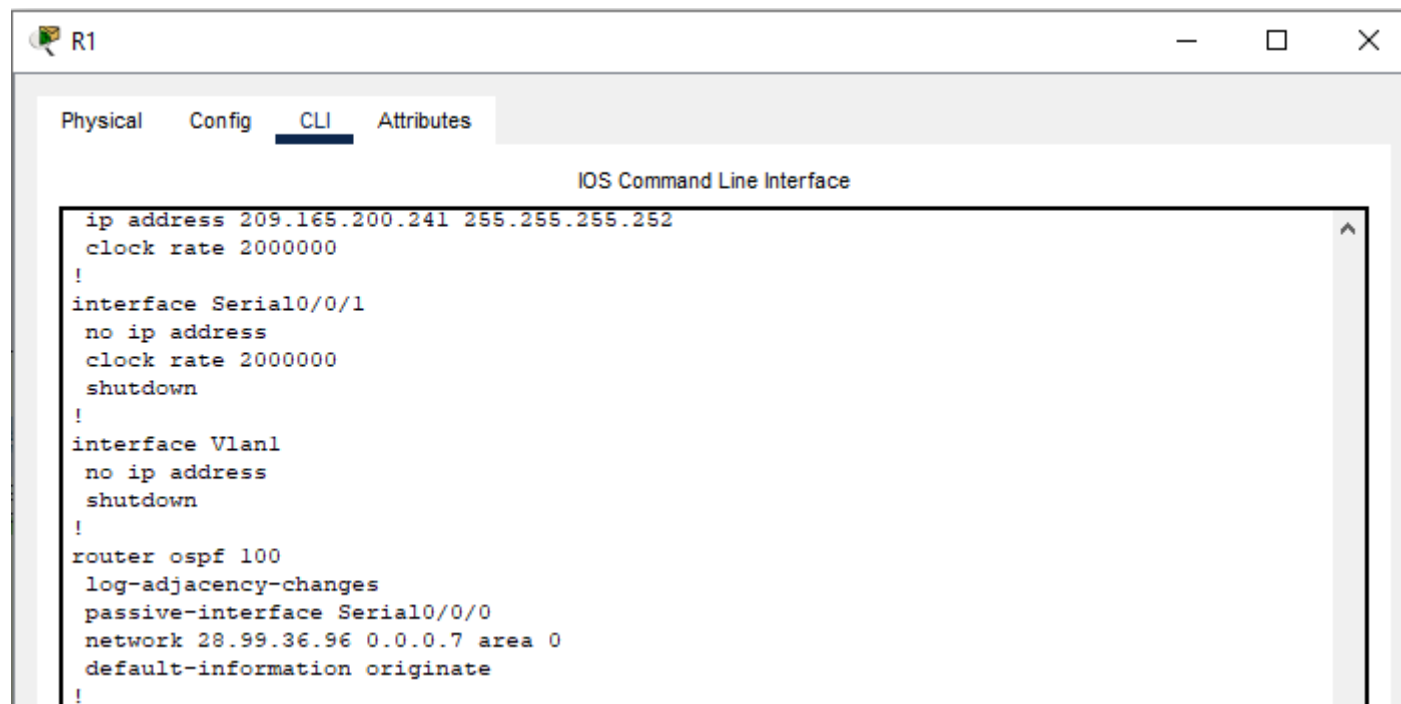 R1
Physical Config CLI Attributes
IOS Command Line Interface
ip address 209.165.200.241 255.255.255.252
clock rate 2000000
!
interface Serial0/0/1
no ip address
clock rate 2000000
shutdown
!
interface Vlan1
no ip address
shutdown
!
router ospf 100
log-adjacency-changes
passive-interface Serial0/0/0
network 28.99.36.96 0.0.0.7 area 0
default-information originate
!